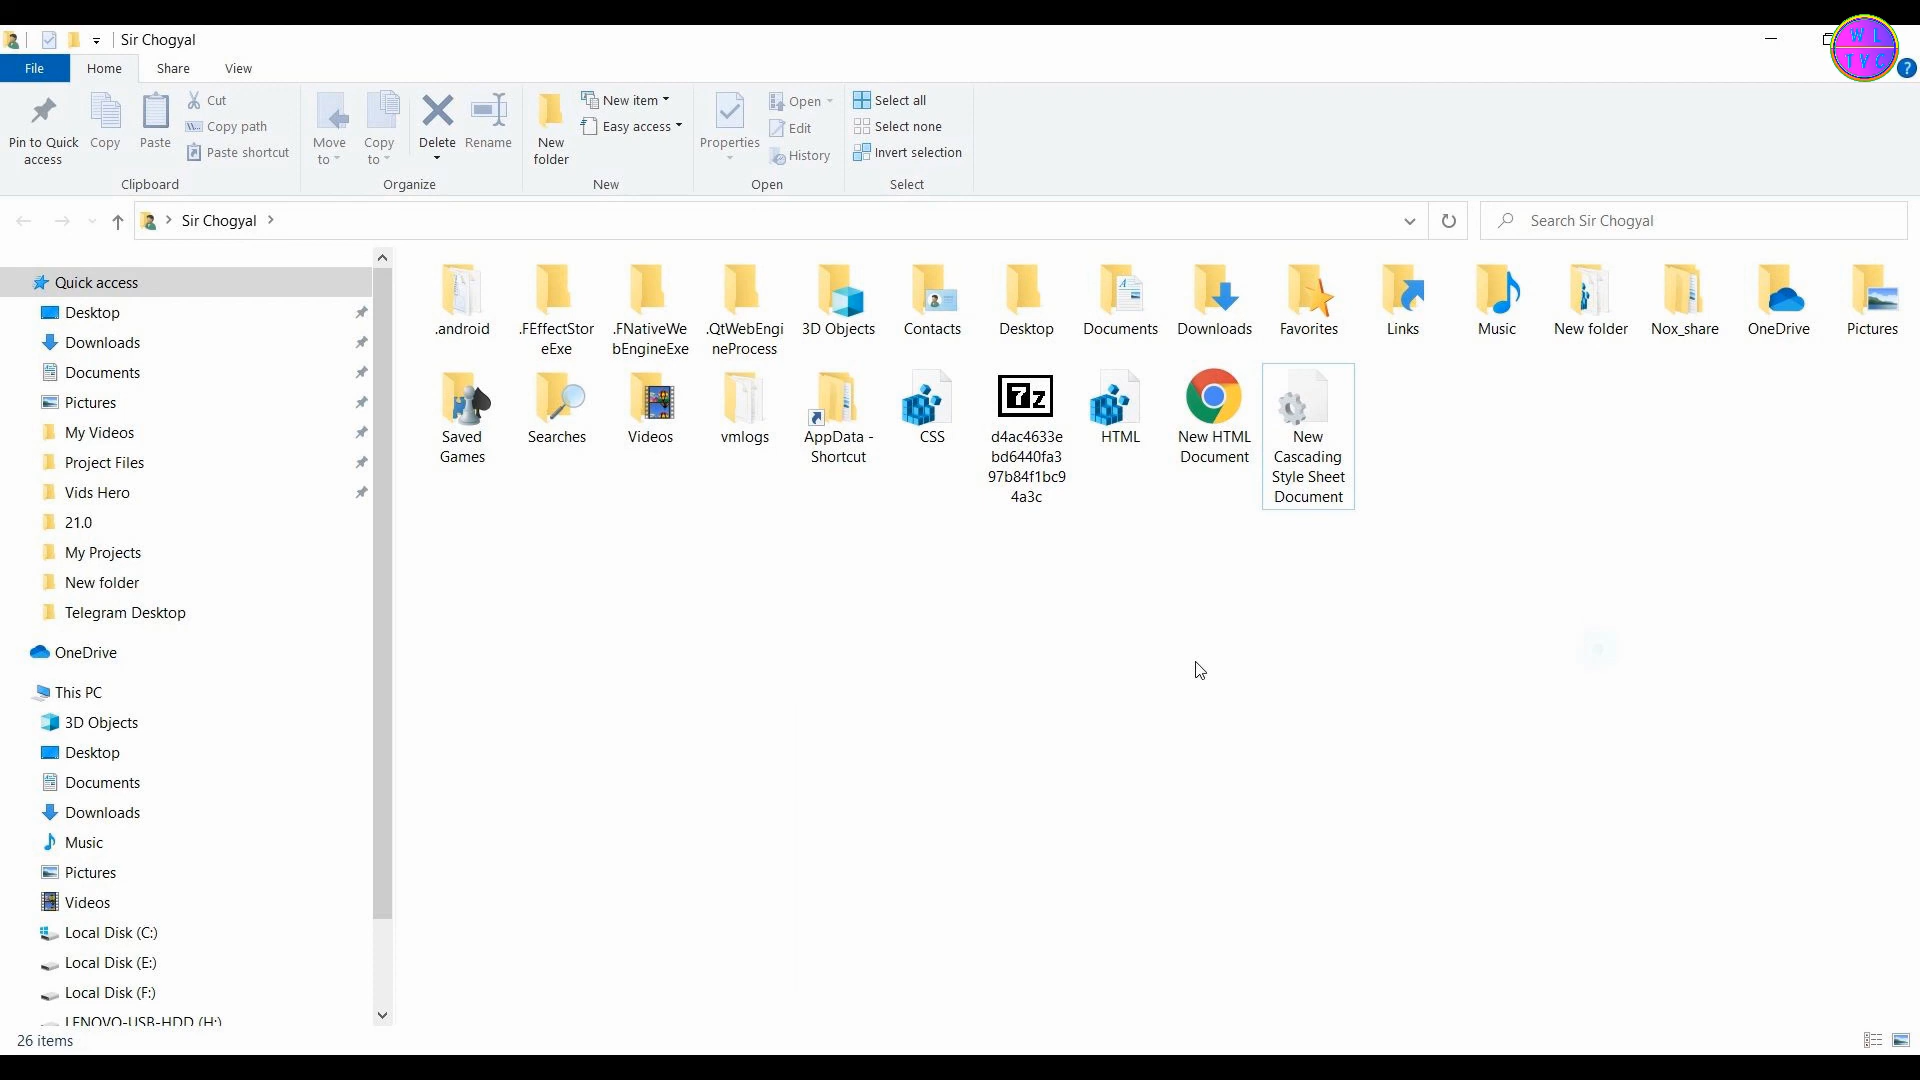 Sir Chogyal
W L
T Y C
File
Home
Share
View
?
Pin to Quick
access
Copy
Paste
Cut
Copy path
Paste shortcut
Clipboard
Move
to
Copy
to
Delete
Rename
Organize
New
folder
New item
Easy access
New
Properties
Open
Edit
History
Open
Select all
Select none
Invert selection
Select
Sir Chogyal
Search Sir Chogyal
Quick access
Desktop
Downloads
Documents
Pictures
My Videos
Project Files
Vids Hero
21.0
My Projects
New folder
Telegram Desktop
OneDrive
This PC
3D Objects
Desktop
Documents
Downloads
Music
Pictures
Videos
Local Disk (C:)
Local Disk (E:)
Local Disk (F:)
LENOVO-USB-HDD (H:)
.android
.FEffectStor
eExe
.FNativeWe
bEngineExe
.QtWebEngi
neProcess
3D Objects
Contacts
Desktop
Documents
Downloads
Favorites
Links
Music
New folder
Nox_share
OneDrive
Pictures
Saved
Games
Searches
Videos
vmlogs
AppData -
Shortcut
CSS
7z
d4ac4633e
bd6440fa3
97b84f1bc9
4a3c
HTML
New HTML
Document
New
Cascading
Style Sheet
Document
26 items